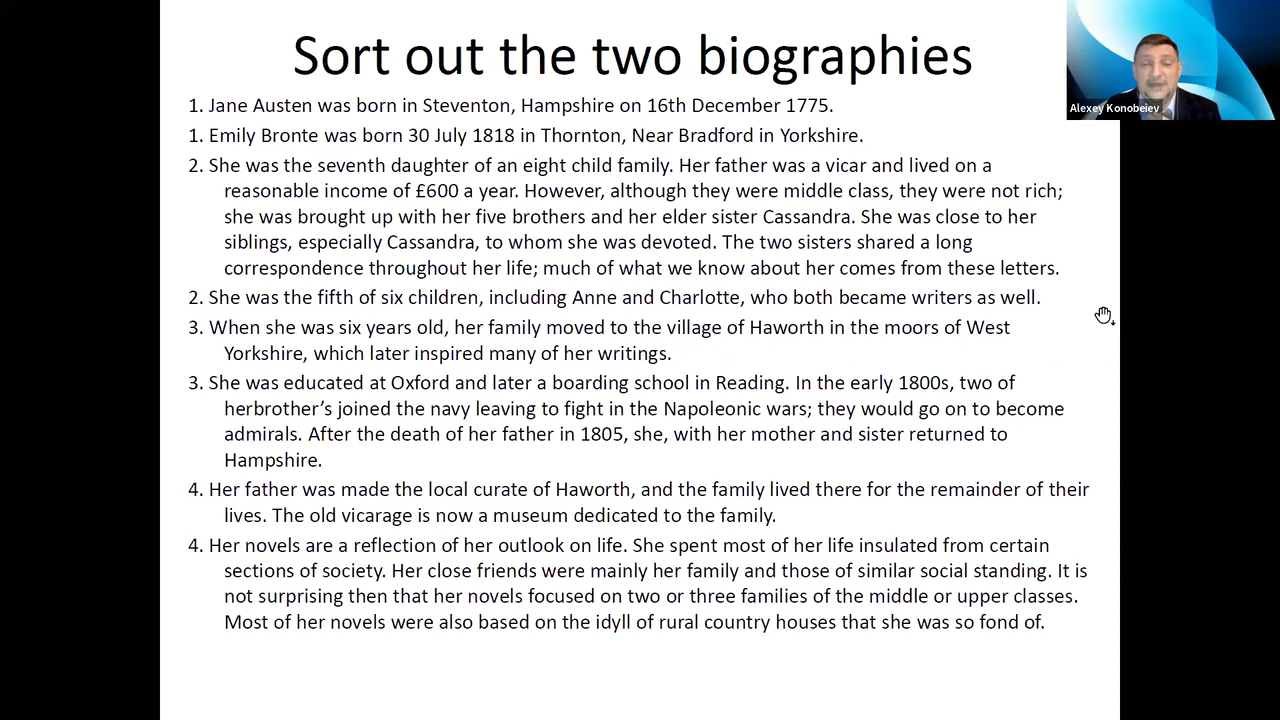 Sort out the two biographies
Alexey Konobeiev
1. Jane Austen was born in Steventon, Hampshire on 16th December 1775.
1. Emily Bronte was born 30 July 1818 in Thornton, Near Bradford in Yorkshire.
2. She was the seventh daughter of an eight child family. Her father was a vicar and lived on a
reasonable income of £600 a year. However, although they were middle class, they were not rich;
she was brought up with her five brothers and her elder sister Cassandra. She was close to her
siblings, especially Cassandra, to whom she was devoted. The two sisters shared a long
correspondence throughout her life; much of what we know about her comes from these letters.
2. She was the fifth of six children, including Anne and Charlotte, who both became writers as well.
3. When she was six years old, her family moved to the village of Haworth in the moors of West
Yorkshire, which later inspired many of her writings.
3. She was educated at Oxford and later a boarding school in Reading. In the early 1800s, two of
herbrother’s joined the navy leaving to fight in the Napoleonic wars; they would go on to become
admirals. After the death of her father in 1805, she, with her mother and sister returned to
Hampshire.
4. Her father was made the local curate of Haworth, and the family lived there for the remainder of their
lives. The old vicarage is now a museum dedicated to the family.
4. Her novels are a reflection of her outlook on life. She spent most of her life insulated from certain
sections of society. Her close friends were mainly her family and those of similar social standing. It is
not surprising then that her novels focused on two or three families of the middle or upper classes.
Most of her novels were also based on the idyll of rural country houses that she was so fond of.